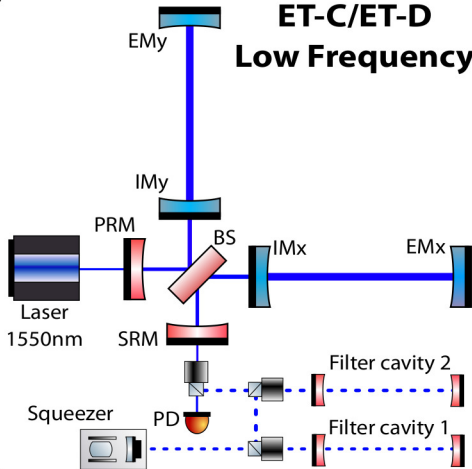 ET-C/ET-D
Low Frequency
EMy
IMy
PRM
BS
IMx
EMx
Laser
1550nm
SRM
Filter cavity 2
Squeezer
PD
Filter cavity 1